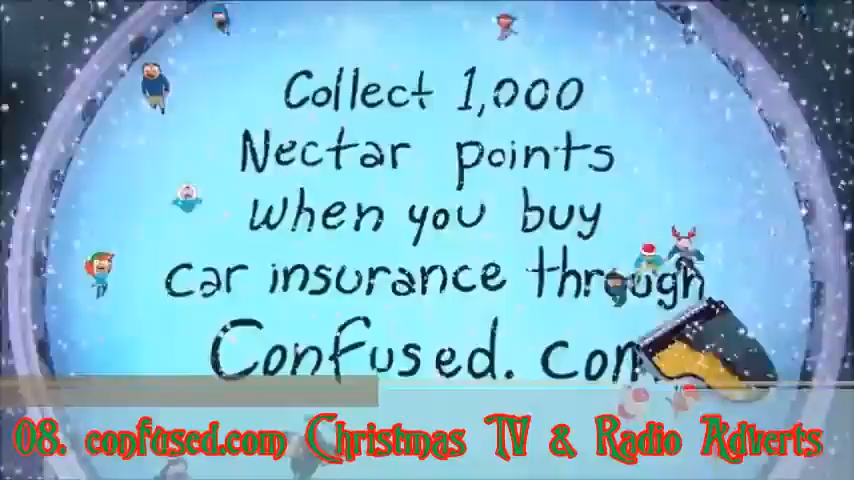 Collect 1,000
Nectar points
when you buy
car insurance through
Confused. com
08. confused.com Christmas TV & Radio Adverts